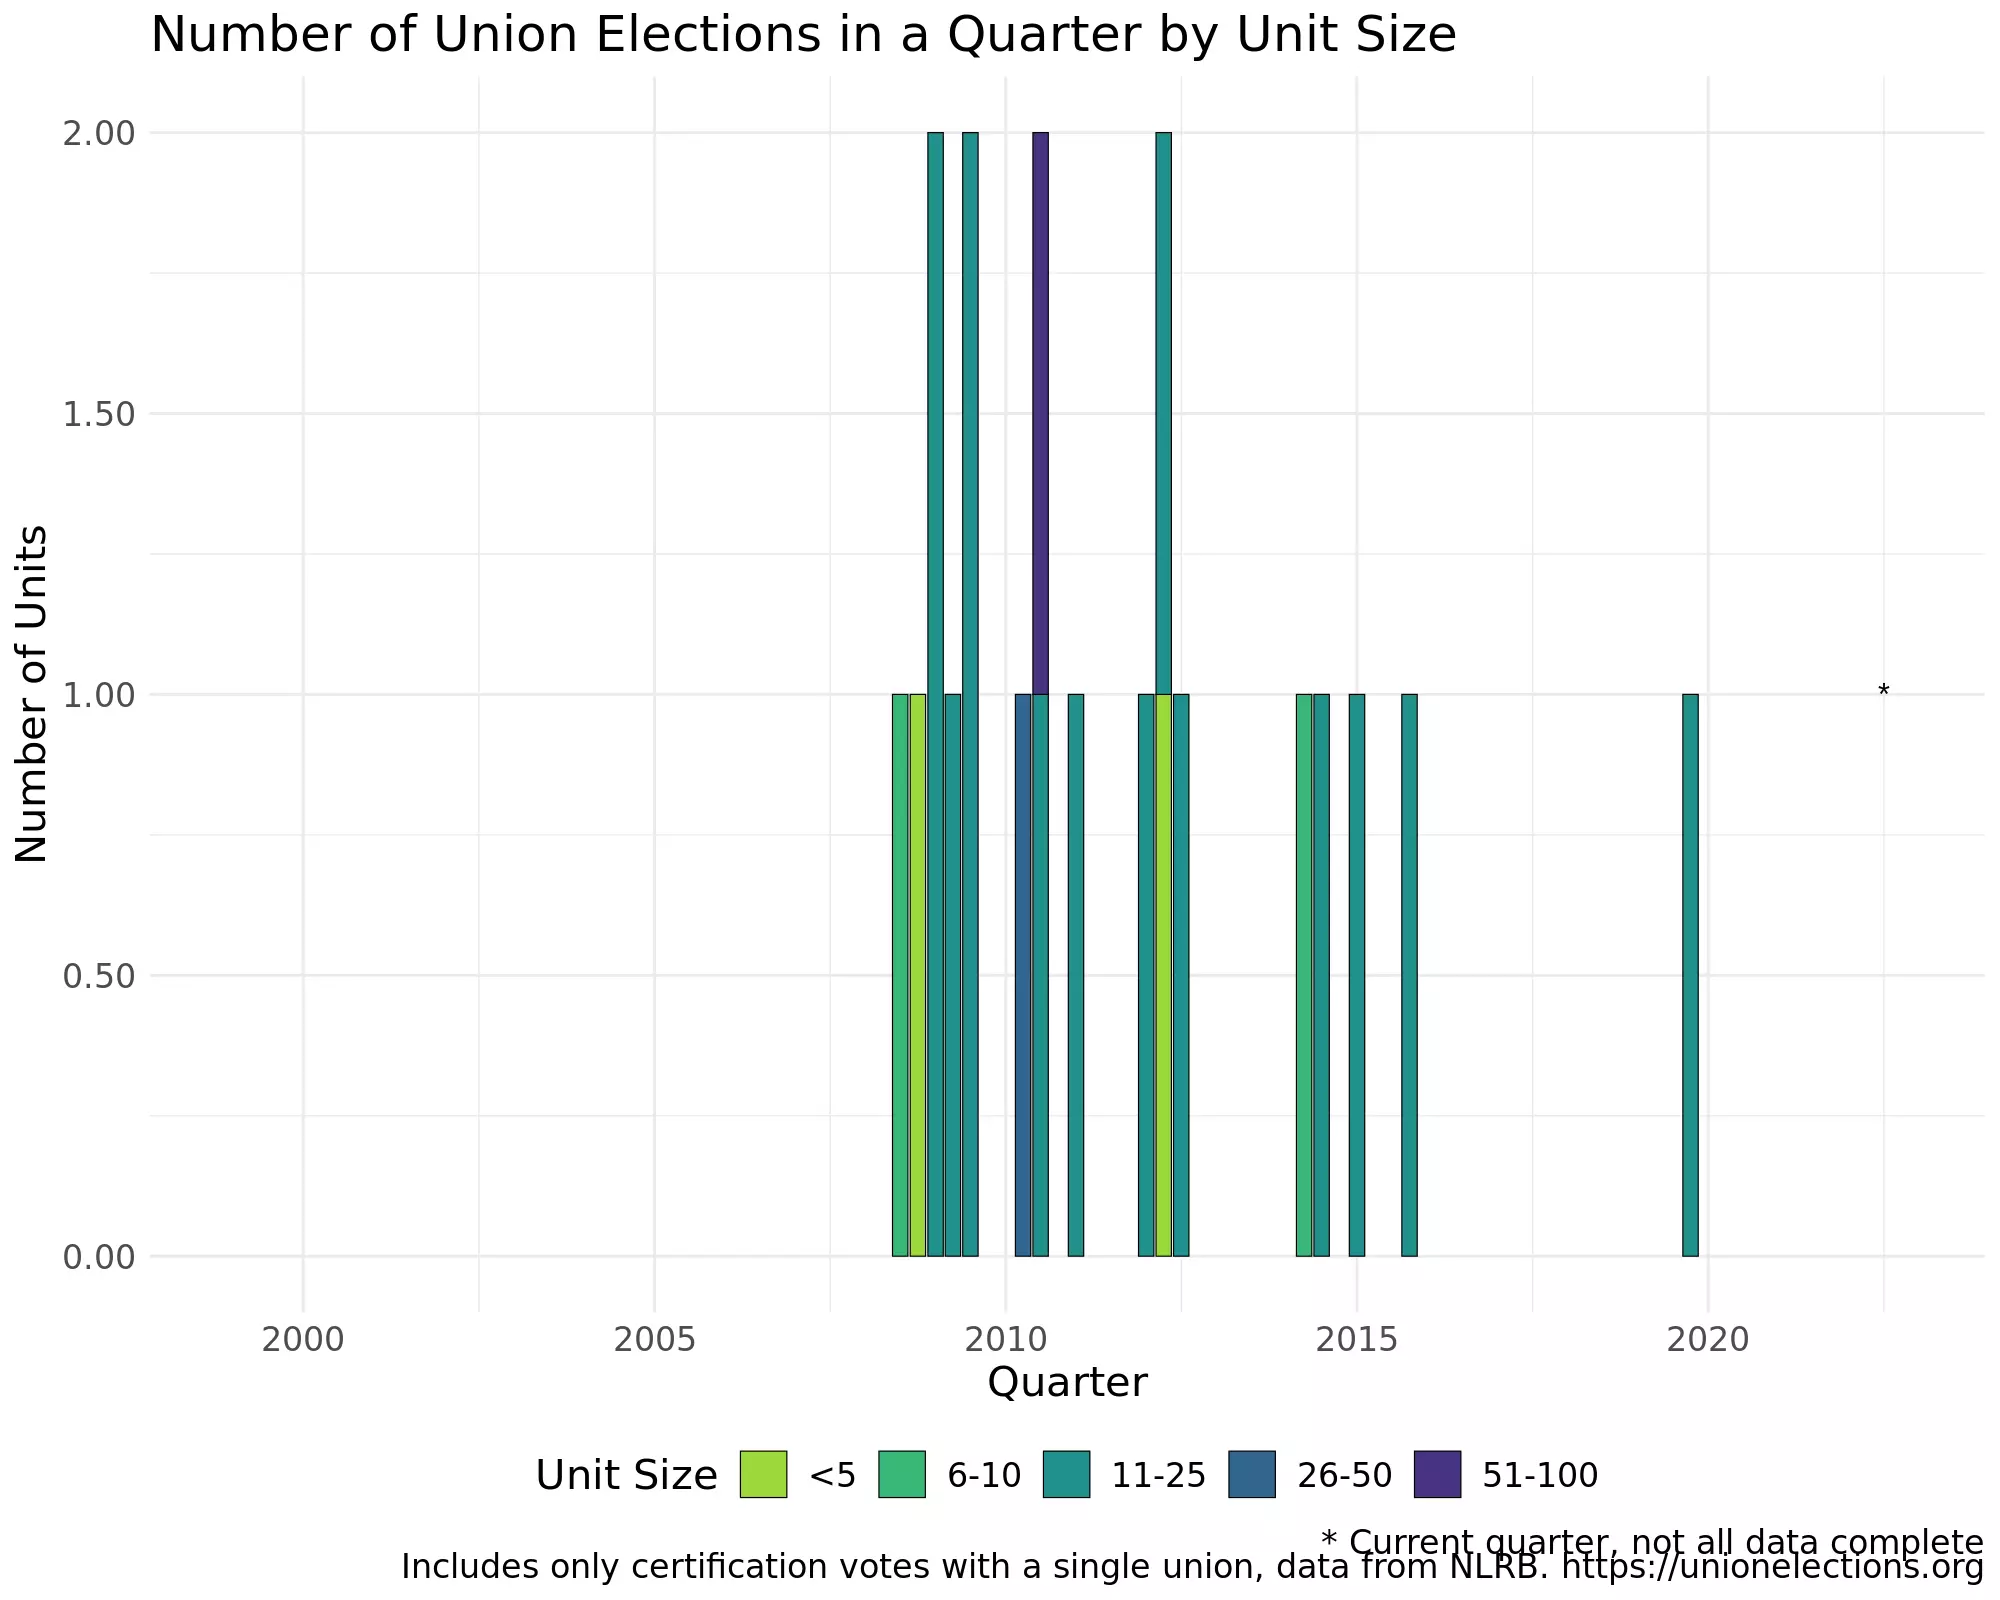 Number of Union Elections in a Quarter by Unit Size
2.00
1.50
1.00
0.50
0.00
Number of Units
*
2000 2005 2010 2015 2020
Quarter
Unit Size <5 6-10 11-25 26-50 51-100
* Current quarter, not all data complete
Includes only certification votes with a single union, data from NLRB. https://unionelections.org